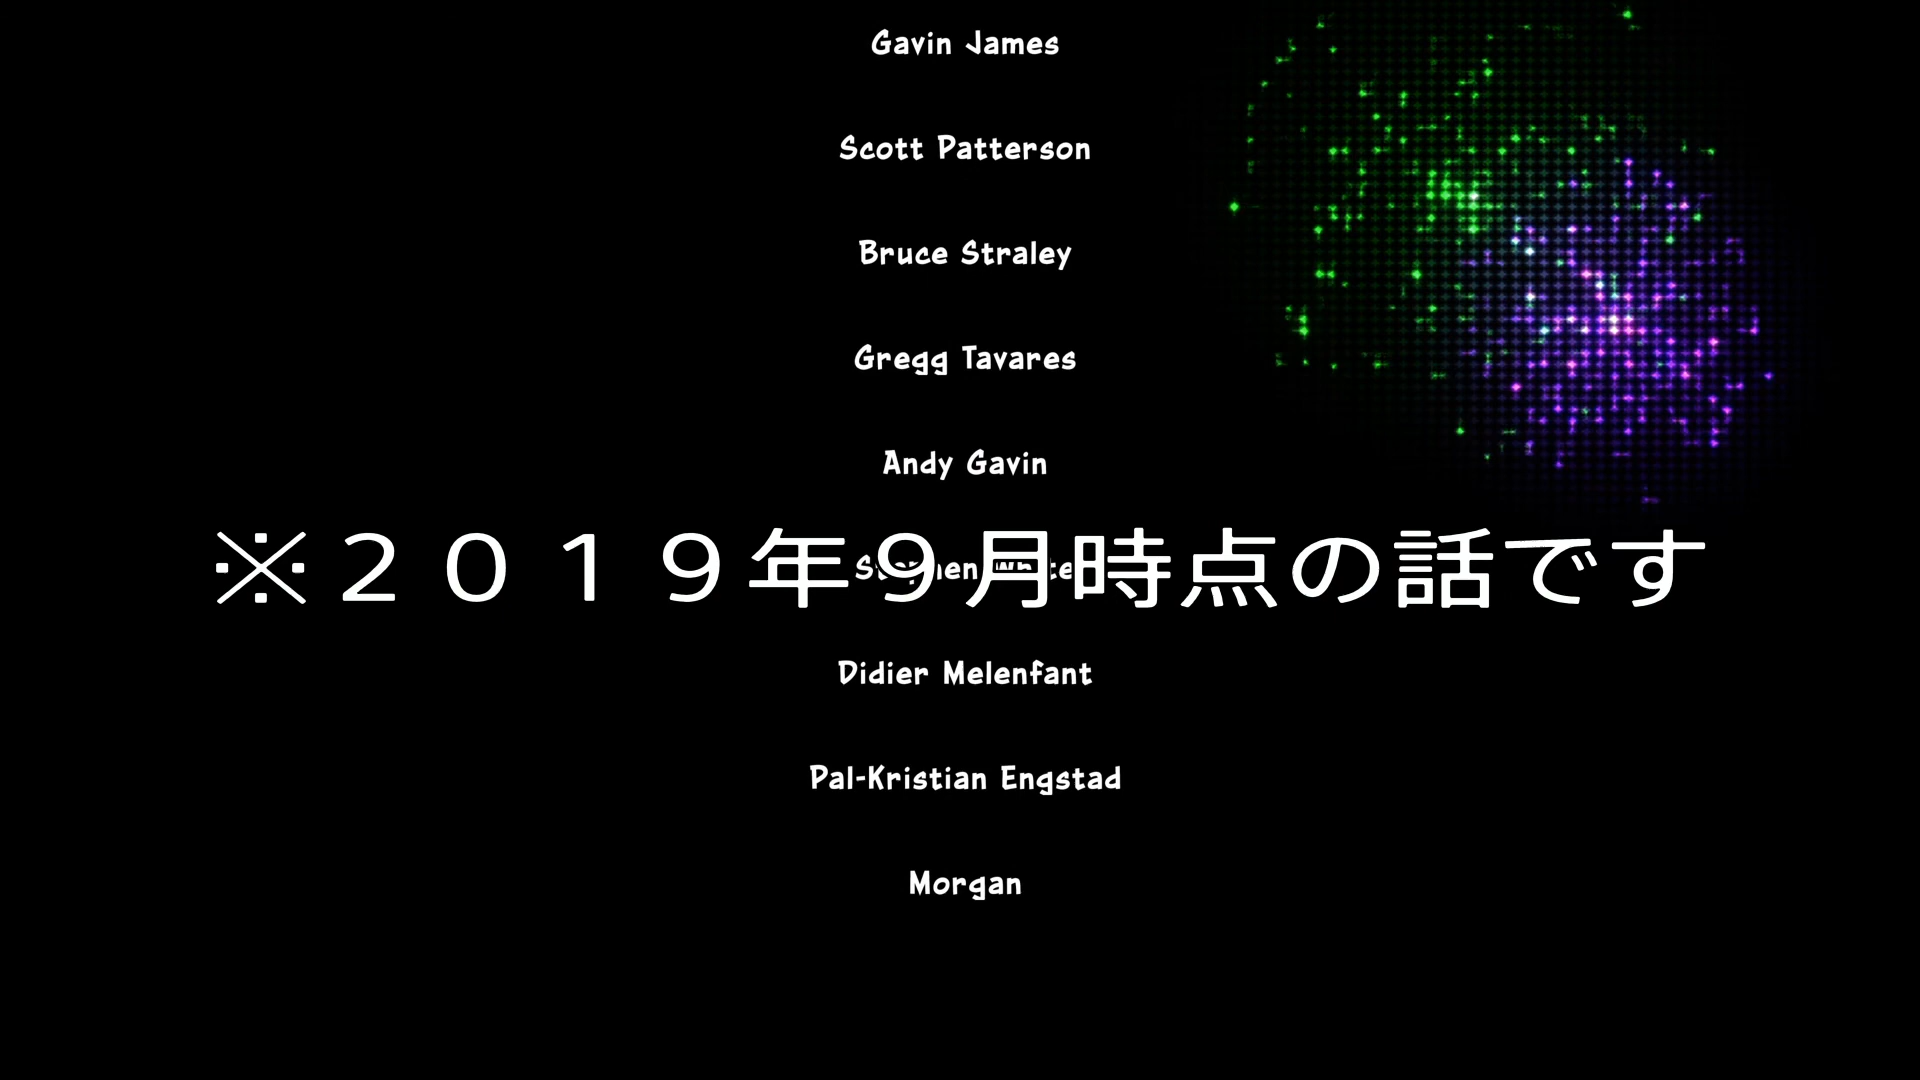 Gavin James
Scott Patterson
Bruce Straley
Gregg Tavares
Andy Gavin
※２０１９年９月時点の話です
Didier Melenfant
Pal-Kristian Engstad
Morgan